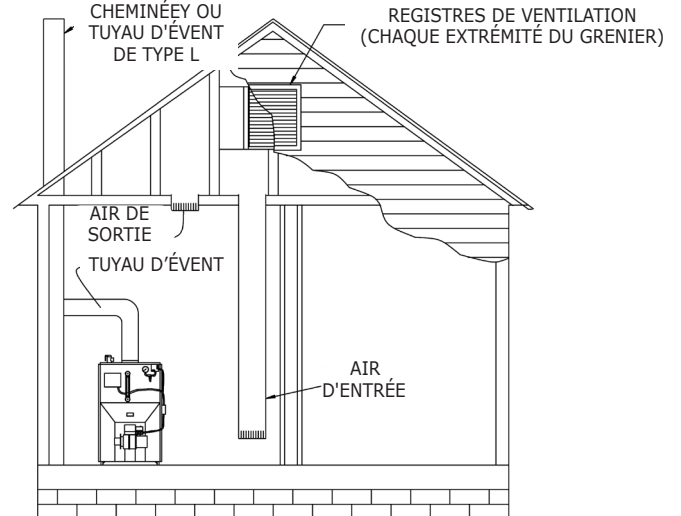 CHEMINÉEY OU
TUYAU D'ÉVENT
DE TYPE L
REGISTRES DE VENTILATION
(CHAQUE EXTRÉMITÉ DU GRENIER)
AIR DE
SORTIE
TUYAU D’ÉVENT
AIR
D'ENTRÉE